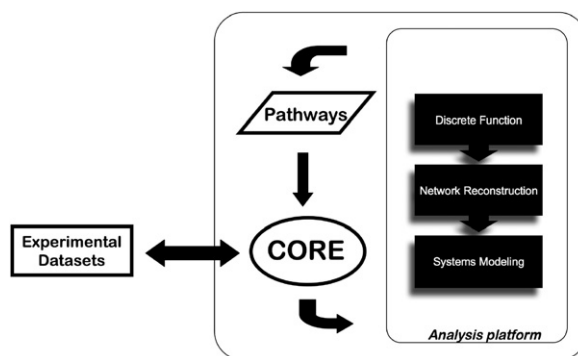 Pathways
CORE
Experimental
Datasets
Discrete Function
Network Reconstruction
Systems Modeling
Analysis platform